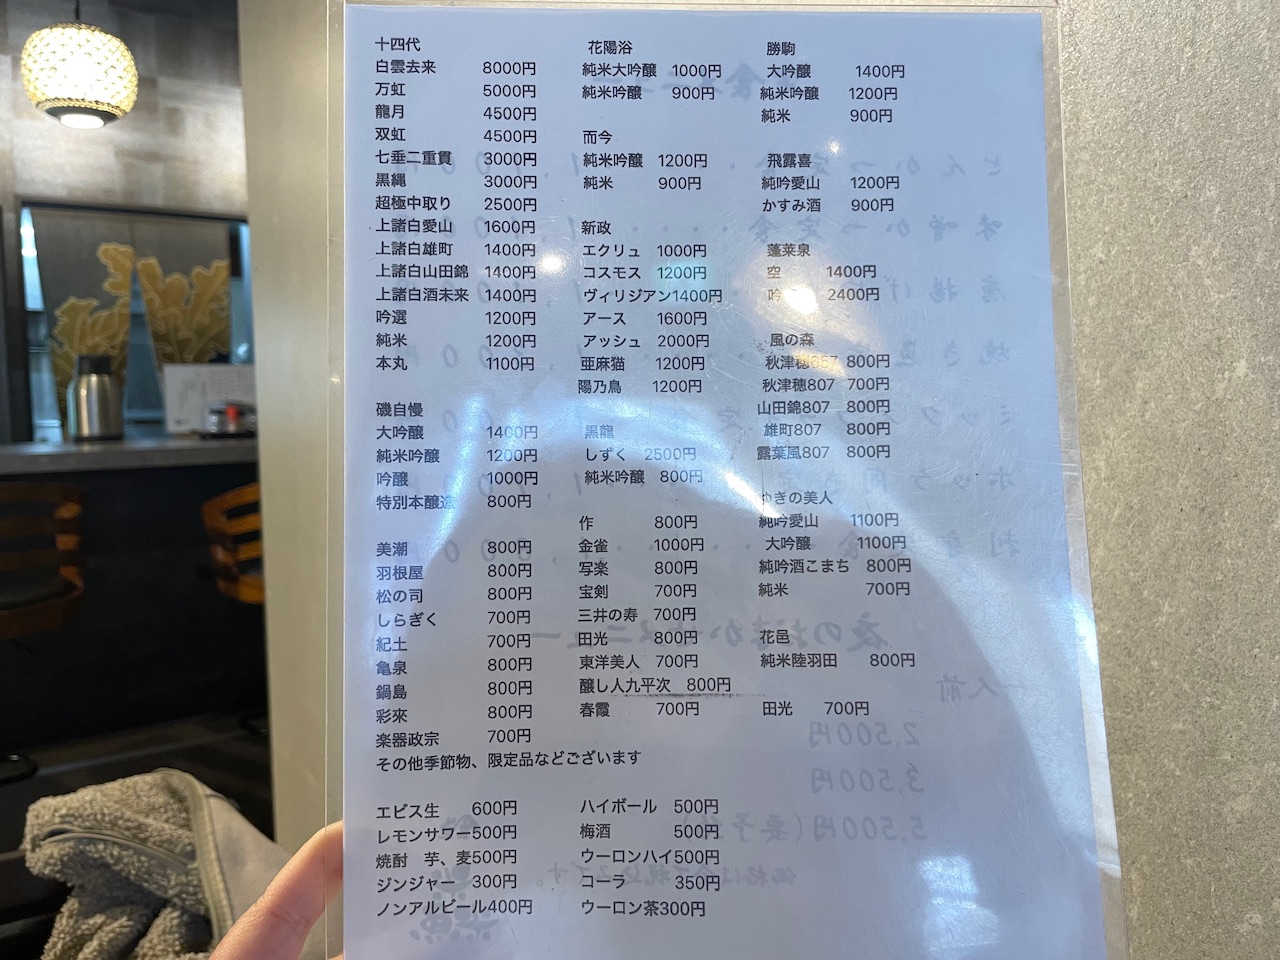 十四代
白雲去来 8000円
万虹 5000円
龍月 4500円
双虹 4500円
七垂二重貫 3000円
黒縄 3000円
超極中取り 2500円
上諸白愛山 1600円
上諸白雄町 1400円
上諸白山田錦 1400円
上諸白酒未来 1400円
吟選 1200円
純米 1200円
本丸 1100円
磯自慢
大吟醸 1400円
純米吟醸 1200円
吟醸 1000円
特別本醸造 800円
美潮 800円
羽根屋 800円
松の司 800円
しらぎく 700円
紀土 700円
亀泉 800円
鍋島 800円
彩來 800円
楽器政宗 700円
その他季節物、限定品などございます
エビス生 600円
レモンサワー500円
焼酎 芋、麦500円
ジンジャー 300円
ノンアルビール400円
花陽浴
純米大吟醸 1000円
純米吟醸 900円
而今
純米吟醸 1200円
純米 900円
新政
エクリュ 1000円
コスモス 1200円
ヴィリジアン1400円
アース 1600円
アッシュ 2000円
亜麻猫 1200円
陽乃鳥 1200円
黒龍
しずく 2500円
純米吟醸 800円
作 800円
金雀 1000円
写楽 800円
宝剣 700円
三井の寿 700円
田光 800円
東洋美人 700円
醸し人九平次 800円
春霞 700円
ハイボール 500円
梅酒 500円
ウーロンハイ500円
コーラ 350円
ウーロン茶300円
勝駒
大吟醸 1400円
純米吟醸 1200円
純米 900円
飛露喜
純吟愛山 1200円
かすみ酒 900円
蓬莱泉
空 1400円
吟 2400円
風の森
秋津穂657 800円
秋津穂807 700円
山田錦807 800円
雄町807 800円
露葉風807 800円
ゆきの美人
純吟愛山 1100円
大吟醸 1100円
純吟酒こまち 800円
純米 700円
花邑
純米陸羽田 800円
田光 700円